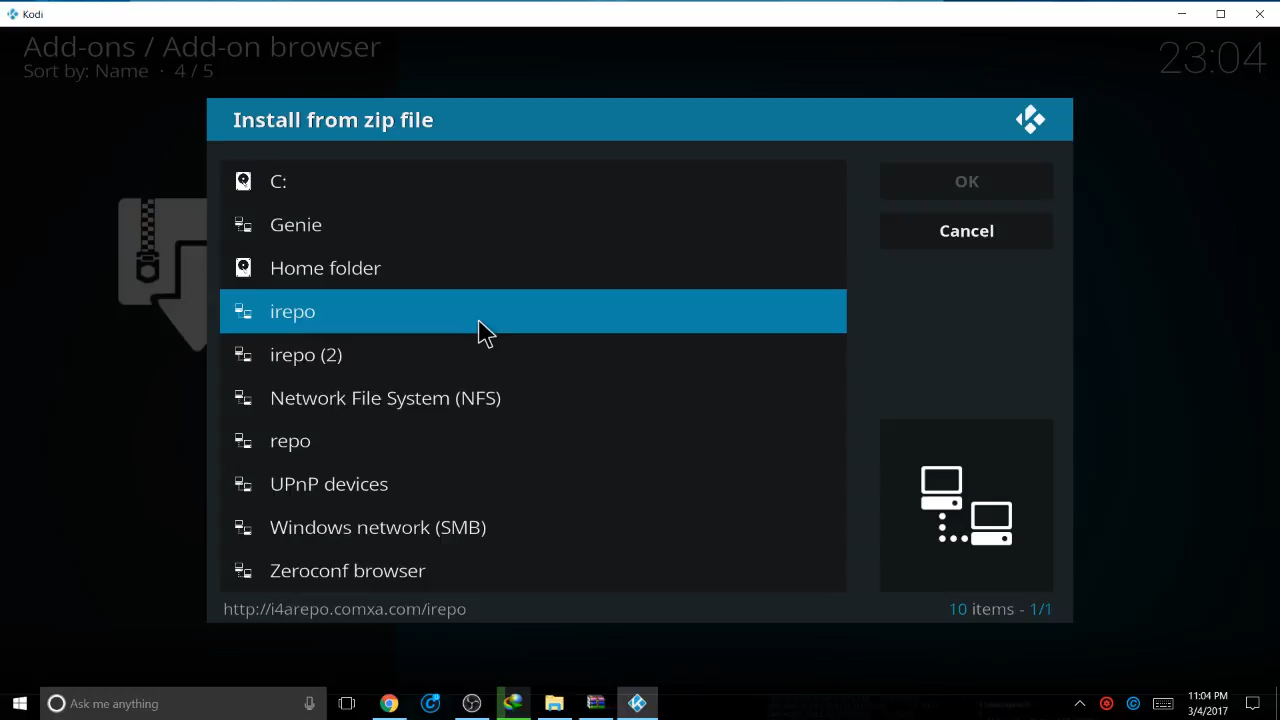 Kodi
Add-ons / Add-on browser
Sort by: Name · 4 / 5
23:04
Install from zip file
C:
Genie
Home folder
irepo
irepo (2)
Network File System (NFS)
repo
UPnP devices
Windows network (SMB)
Zeroconf browser
OK
Cancel
http://i4arepo.comxa.com/irepo
10 items - 1/1
Ask me anything
11:04 PM
3/4/2017